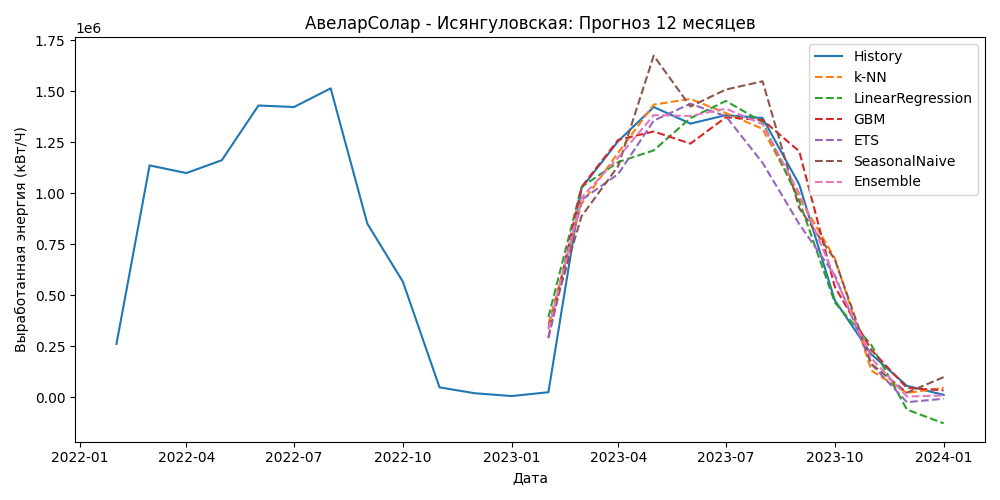 АвеларСолар - Исянгуловская: Прогноз 12 месяцев
1e6
1.75
1.50
1.25
1.00
0.75
0.50
0.25
0.00
Выработанная энергия (кВт/Ч)
History
k-NN
LinearRegression
GBM
ETS
SeasonalNaive
Ensemble
2022-01
2022-04
2022-07
2022-10
2023-01
2023-04
2023-07
2023-10
2024-01
Дата